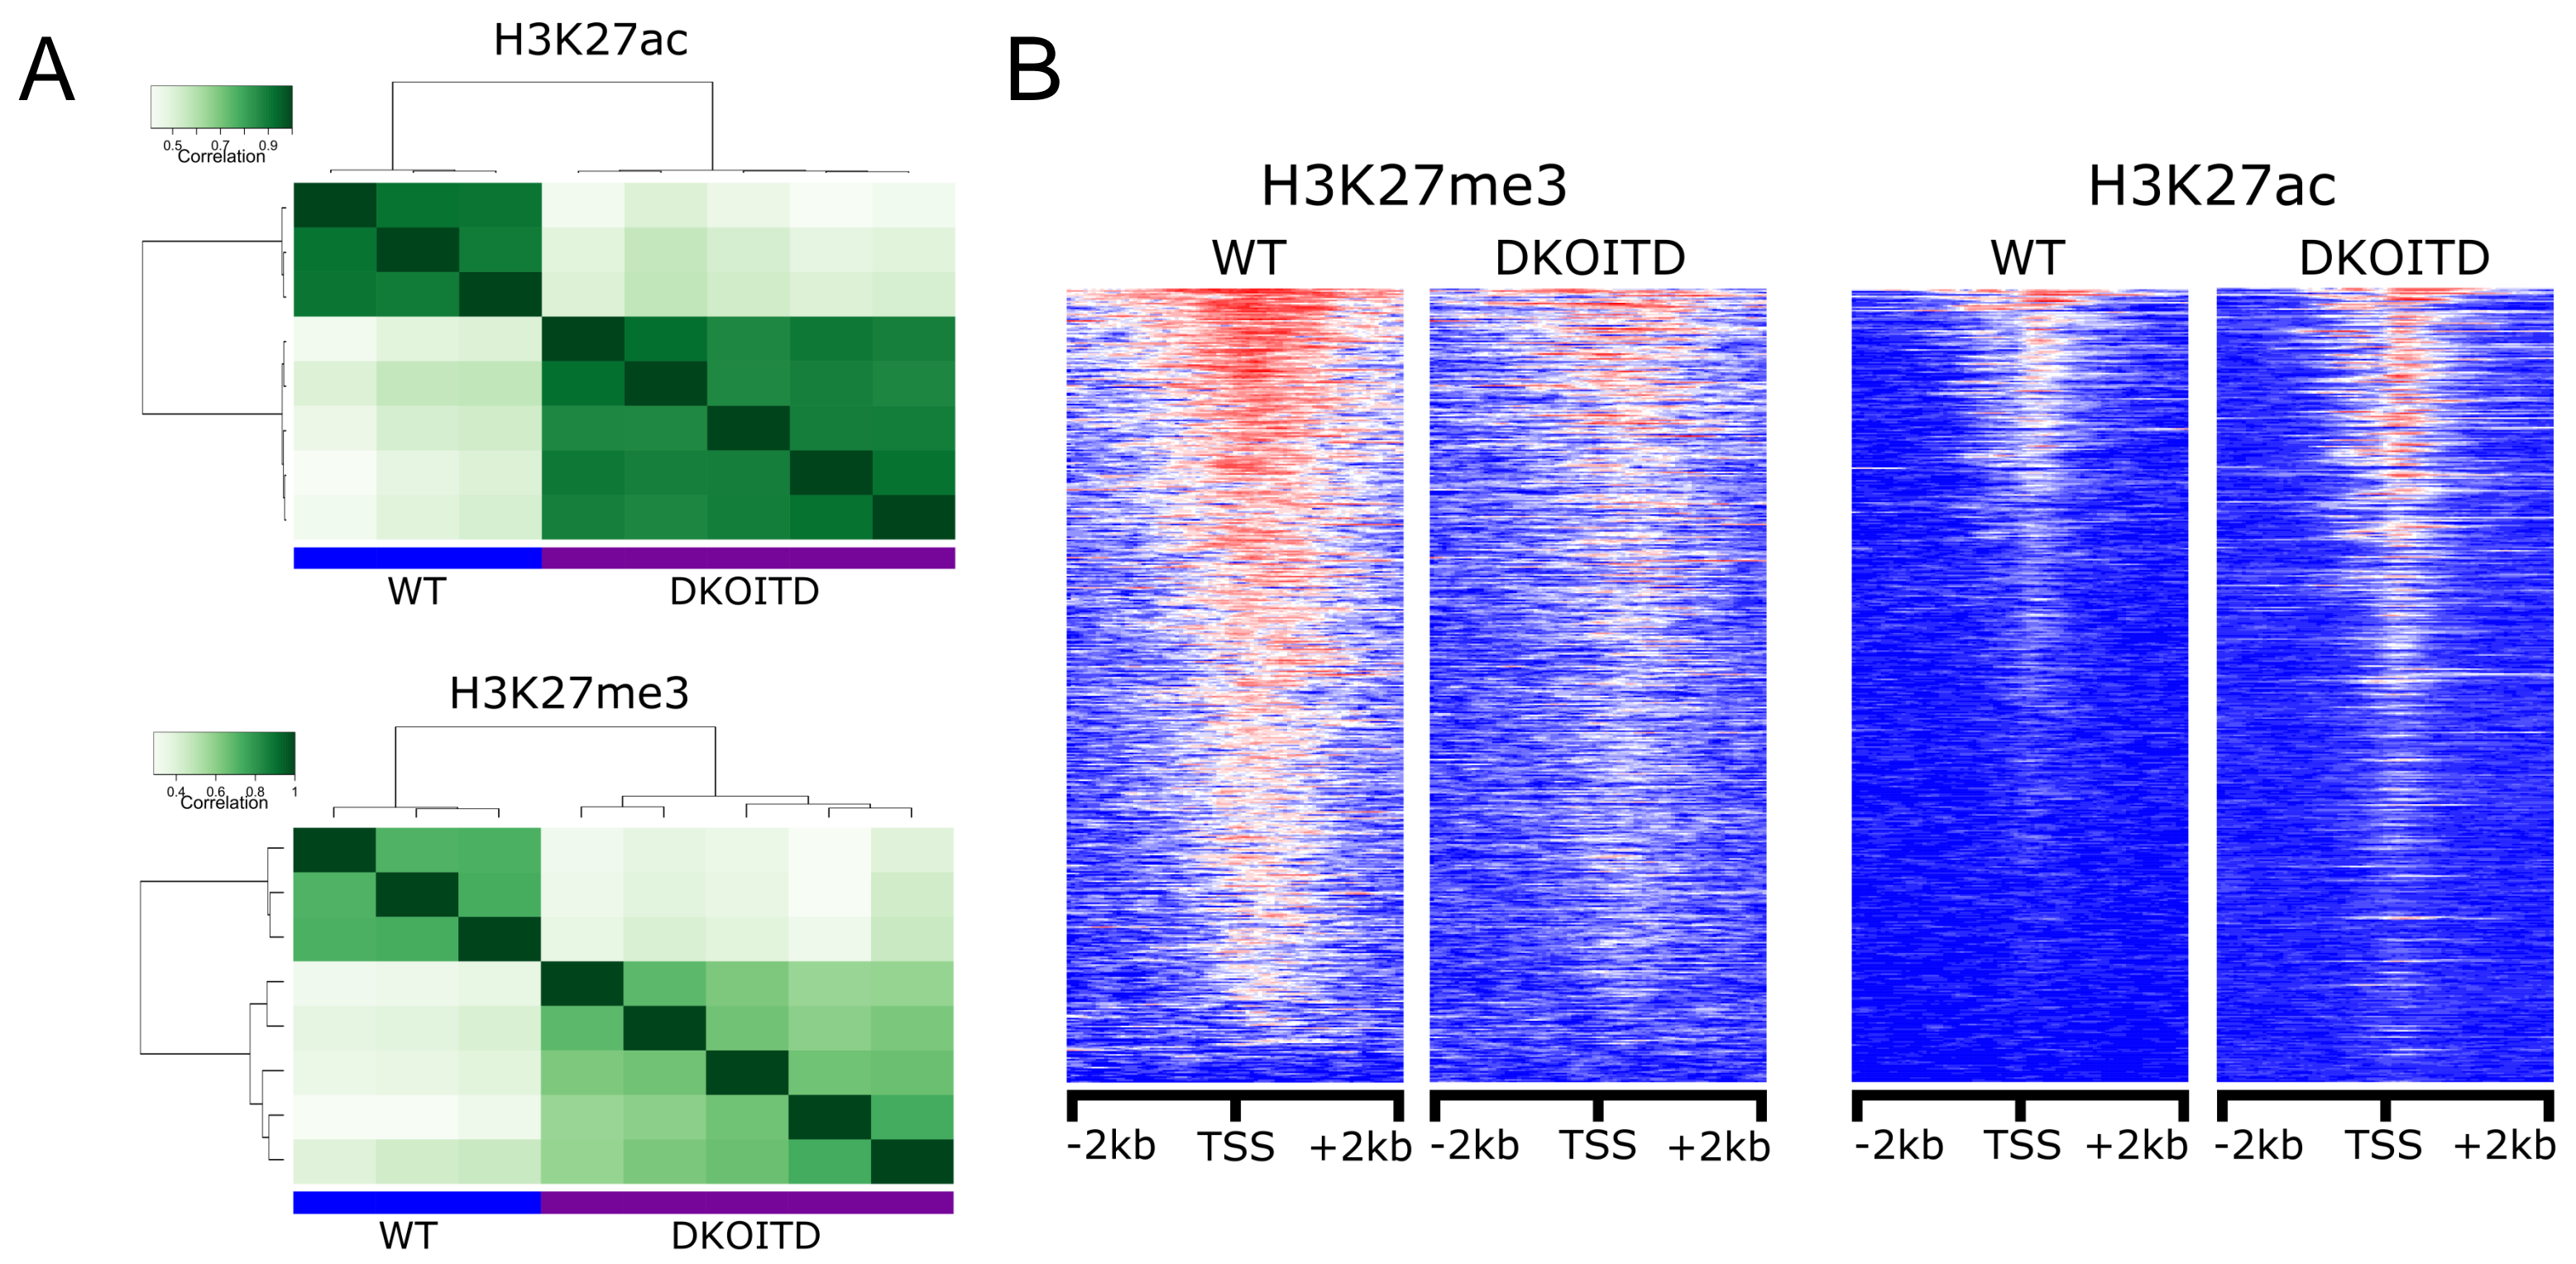 A
H3K27ac
0.5 0.7 0.9
Correlation
WT DKOITD
H3K27me3
0.4 0.6 0.8 1
Correlation
WT DKOITD
B
H3K27me3 H3K27ac
WT DKOITD WT DKOITD
-2kb TSS +2kb -2kb TSS +2kb -2kb TSS +2kb -2kb TSS +2kb